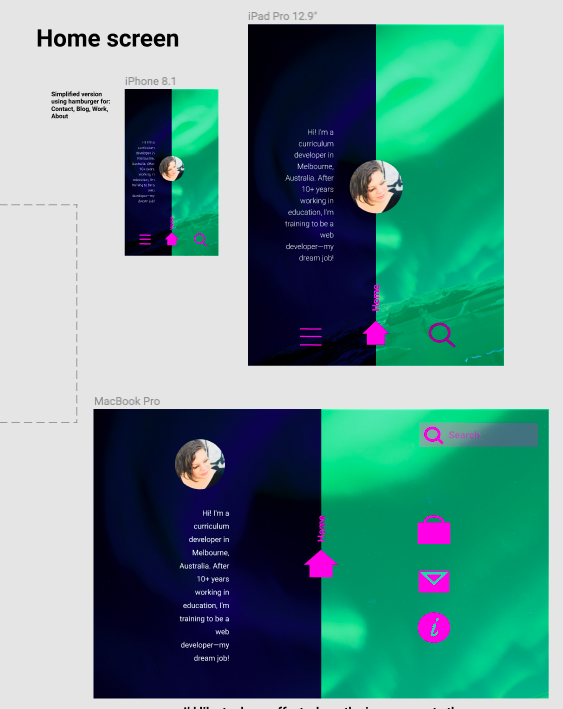 Home screen
iPad Pro 12.9"
iPhone 8.1
Simplified version
using hamburger for:
Contact, Blog, Work,
About
Hi! I'm a
curriculum
developer in
Melbourne,
Australia. After
10+ years
working in
education, I'm
training to be a
web
developer—my
dream job!
Home
Hi! I'm a
curriculum
developer in
Melbourne,
Australia. After
10+ years
working in
education, I'm
training to be a
web
developer—my
dream job!
Home
MacBook Pro
Search
Hi! I'm a
curriculum
developer in
Melbourne,
Australia. After
10+ years
working in
education, I'm
training to be a
web
developer—my
dream job!
Home
i